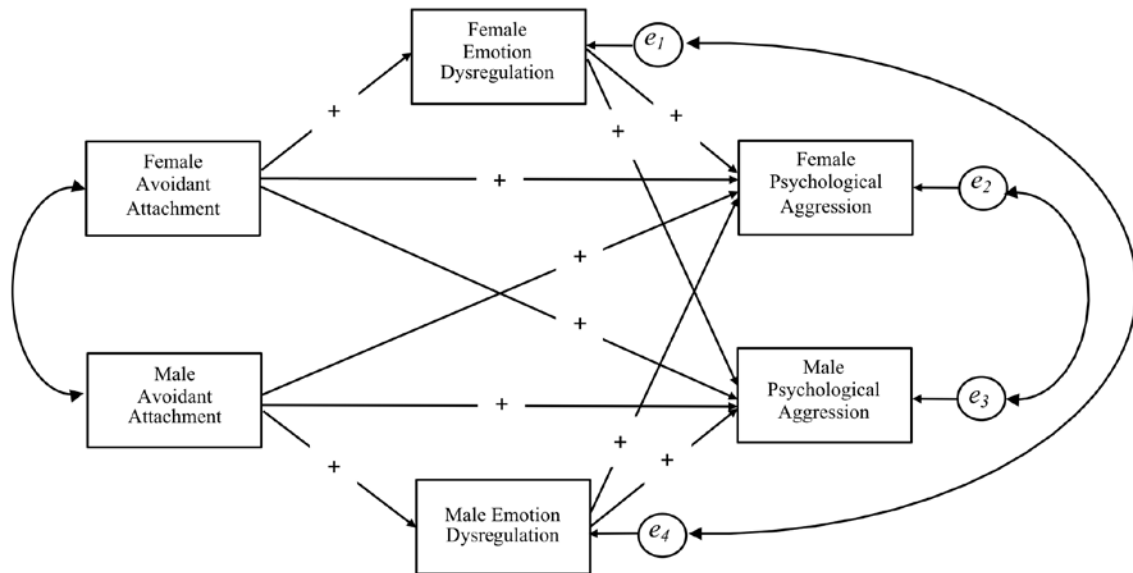 Female
Emotion
Dysregulation
e1
+
+
+
Female
Avoidant
Attachment
+
Female
Psychological
Aggression
e2
+
+
Male
Avoidant
Attachment
+
Male
Psychological
Aggression
e3
+
+
+
Male Emotion
Dysregulation
e4